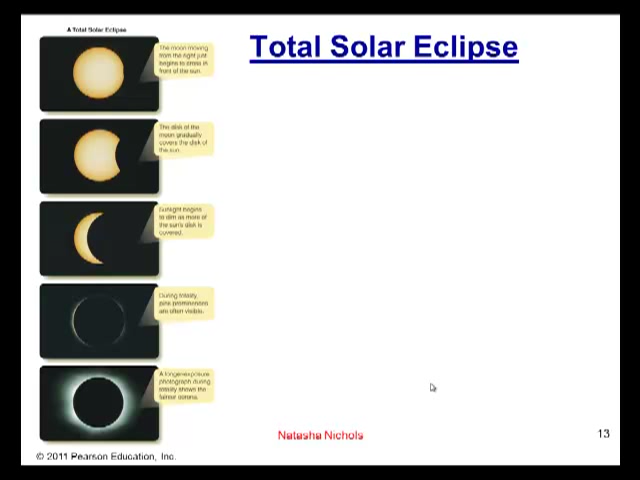 A Total Solar Eclipse
Total Solar Eclipse
The moon moving
from the right just
begins to cross in
front of the sun.
The disk of the
moon gradually
covers the disk of
the sun.
Sunlight begins
to dim as more of
the sun's disk is
covered.
During totality,
pink prominences
are often visible.
A longer-exposure
photograph during
totality shows the
fainter corona.
Natasha Nichols
13
© 2011 Pearson Education, Inc.